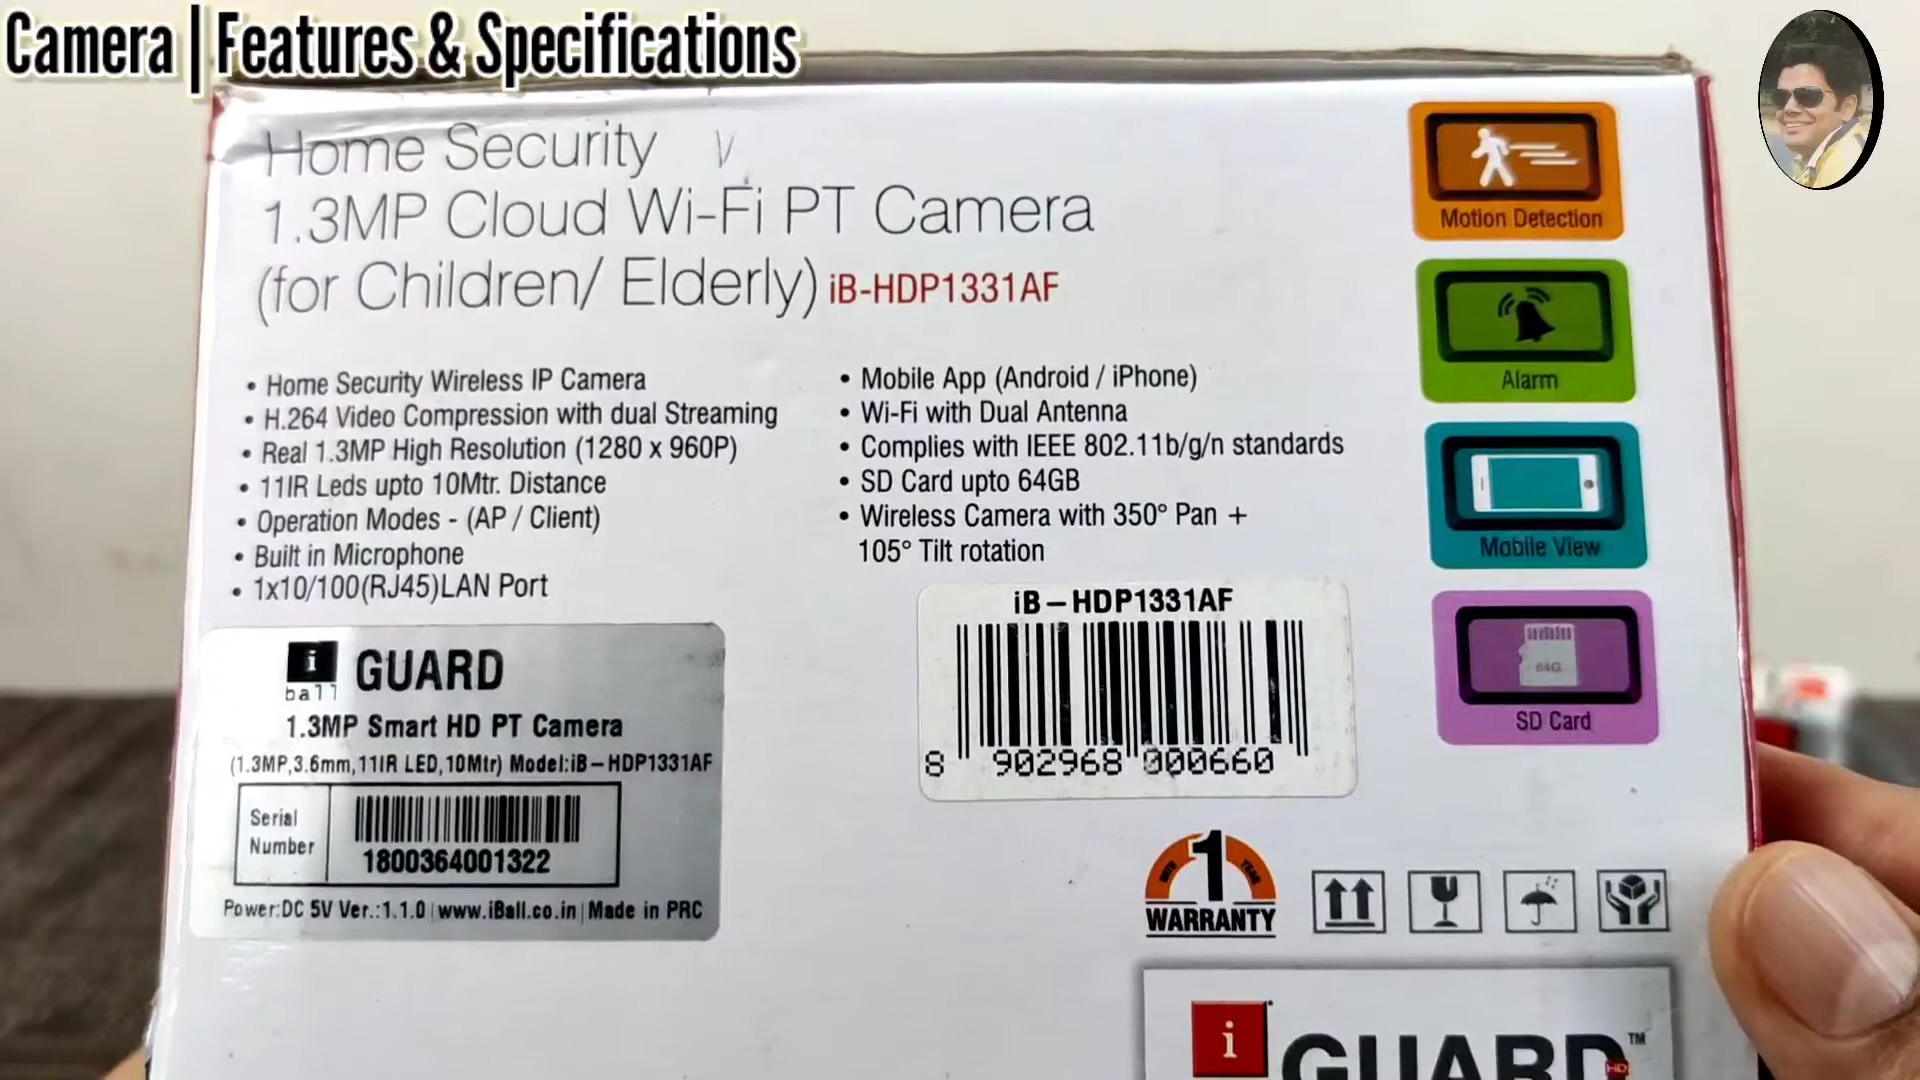 Camera | Features & Specifications
Home Security
1.3MP Cloud Wi-Fi PT Camera
(for Children/ Elderly) iB-HDP1331AF
• Home Security Wireless IP Camera
• H.264 Video Compression with dual Streaming
• Real 1.3MP High Resolution (1280 x 960P)
• 11IR Leds upto 10Mtr. Distance
• Operation Modes - (AP / Client)
• Built in Microphone
• 1x10/100(RJ45)LAN Port
• Mobile App (Android / iPhone)
• Wi-Fi with Dual Antenna
• Complies with IEEE 802.11b/g/n standards
• SD Card upto 64GB
• Wireless Camera with 350° Pan +
105° Tilt rotation
Motion Detection
Alarm
Mobile View
64G
SD Card
i
ball GUARD
1.3MP Smart HD PT Camera
(1.3MP,3.6mm,11IR LED,10Mtr) Model:iB-HDP1331AF
Serial
Number
1800364001322
Power:DC 5V Ver.:1.1.0 | www.iBall.co.in | Made in PRC
iB-HDP1331AF
8 902968 000660
WITH 1 YEAR
WARRANTY
i GUARD™
HD